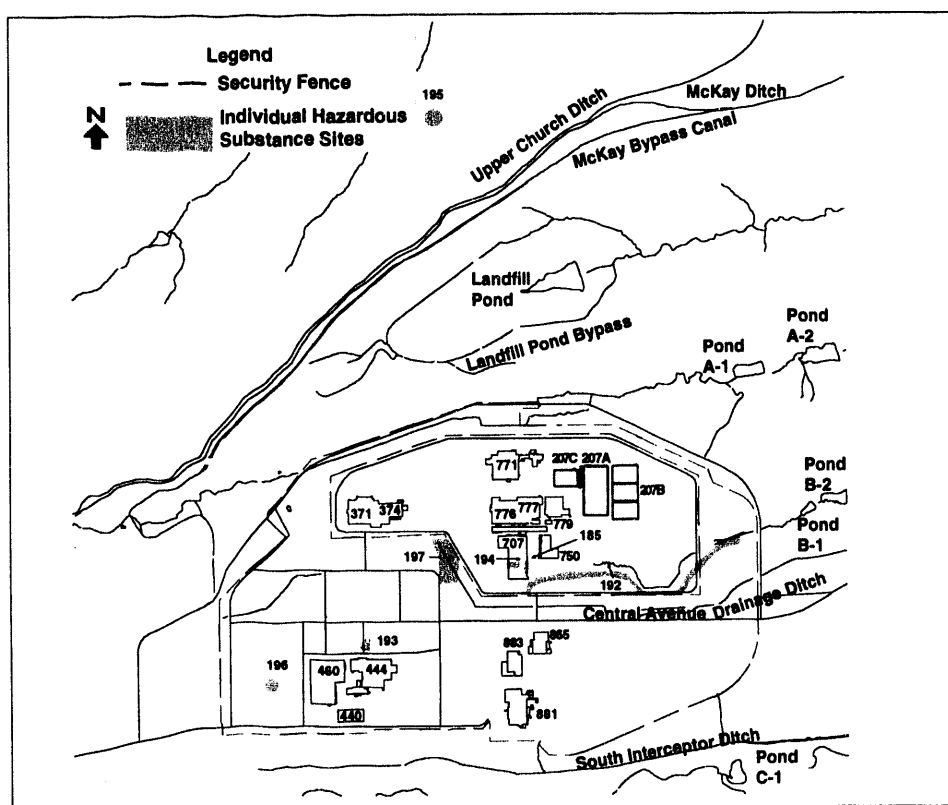 Legend
Security Fence
195
N
Individual Hazardous
Substance Sites
Upper Church Ditch
McKay Ditch
McKay Bypass Canal
Landfill
Pond
Landfill Pond Bypass
Pond
A-1
Pond
A-2
771
207C
207A
207B
Pond
B-2
371
374
776
777
779
Pond
B-1
707
185
197
194
750
192
Central Avenue Drainage Ditch
193
883
865
196
460
444
440
881
South Interceptor Ditch
Pond
C-1